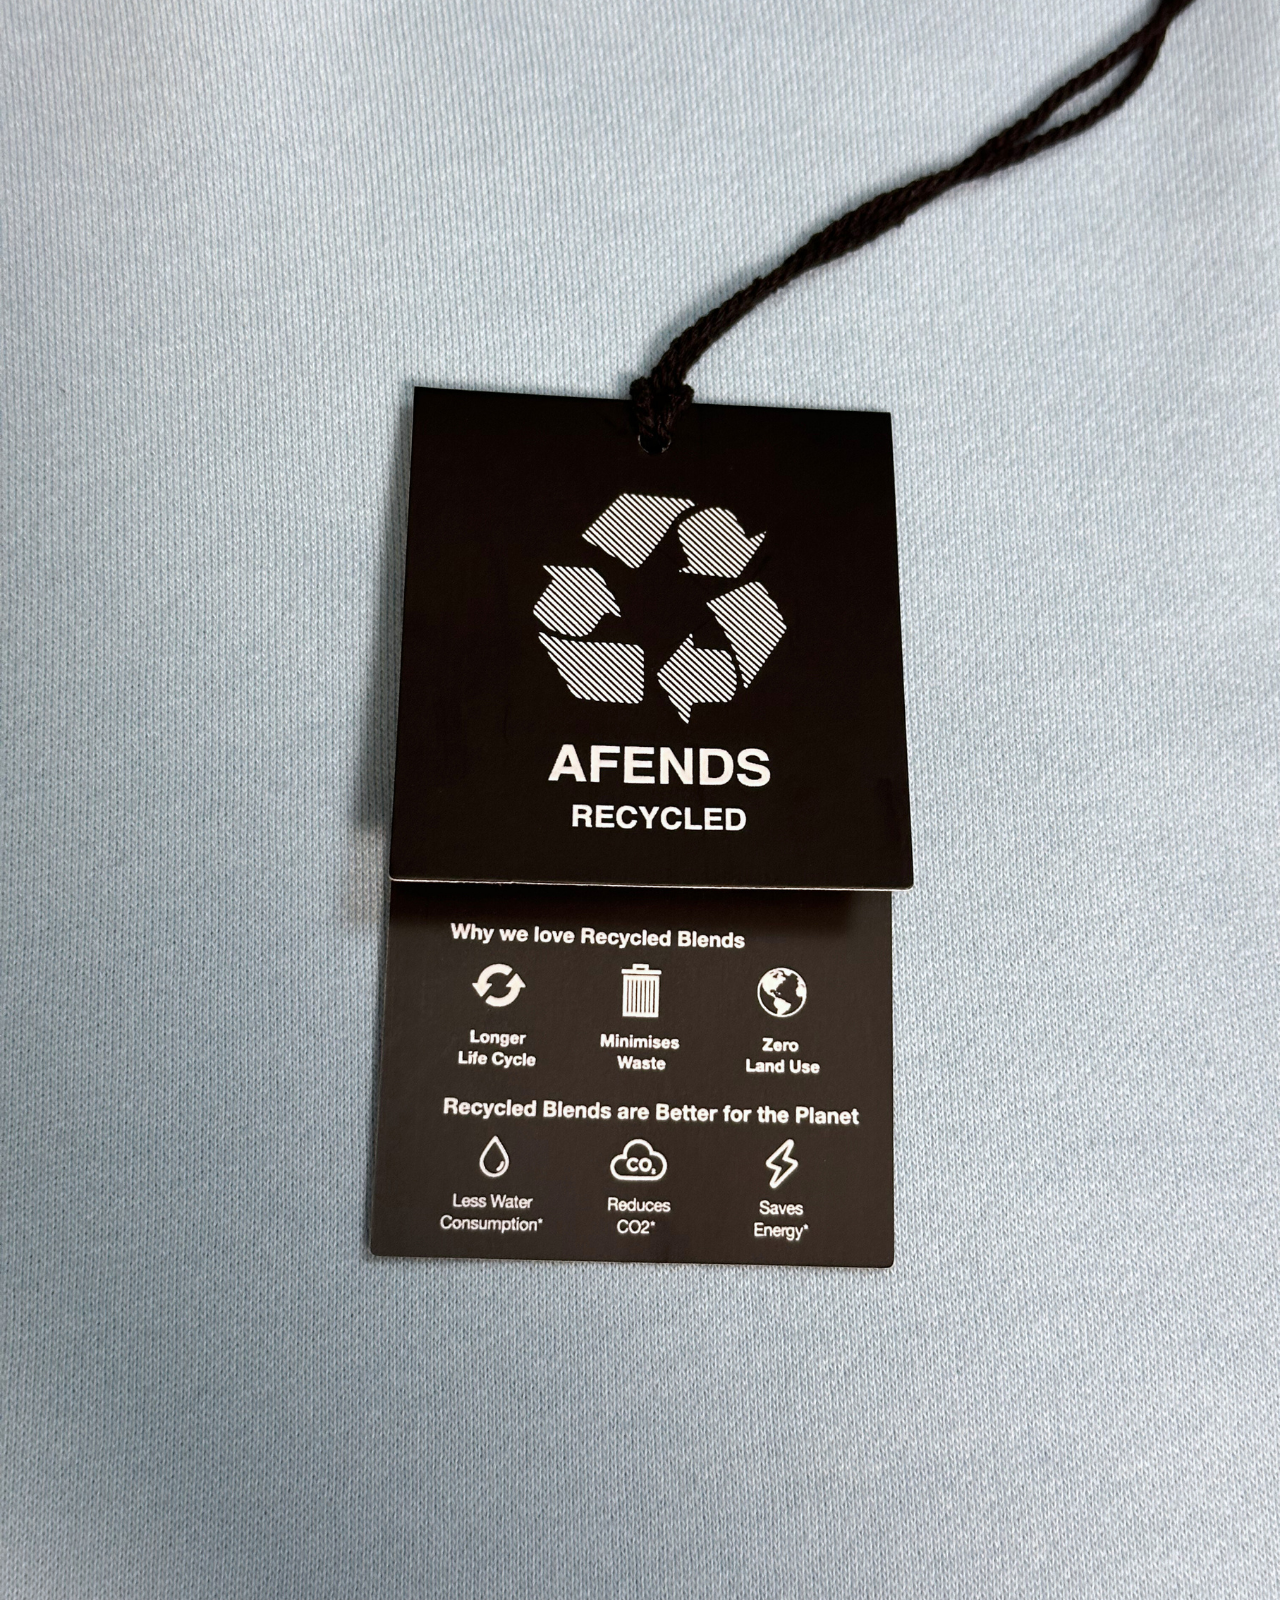 AFENDS
RECYCLED
Why we love Recycled Blends
Longer
Life Cycle
Minimises
Waste
Zero
Land Use
Recycled Blends are Better for the Planet
CO₂
Less Water
Consumption*
Reduces
CO2*
Saves
Energy*